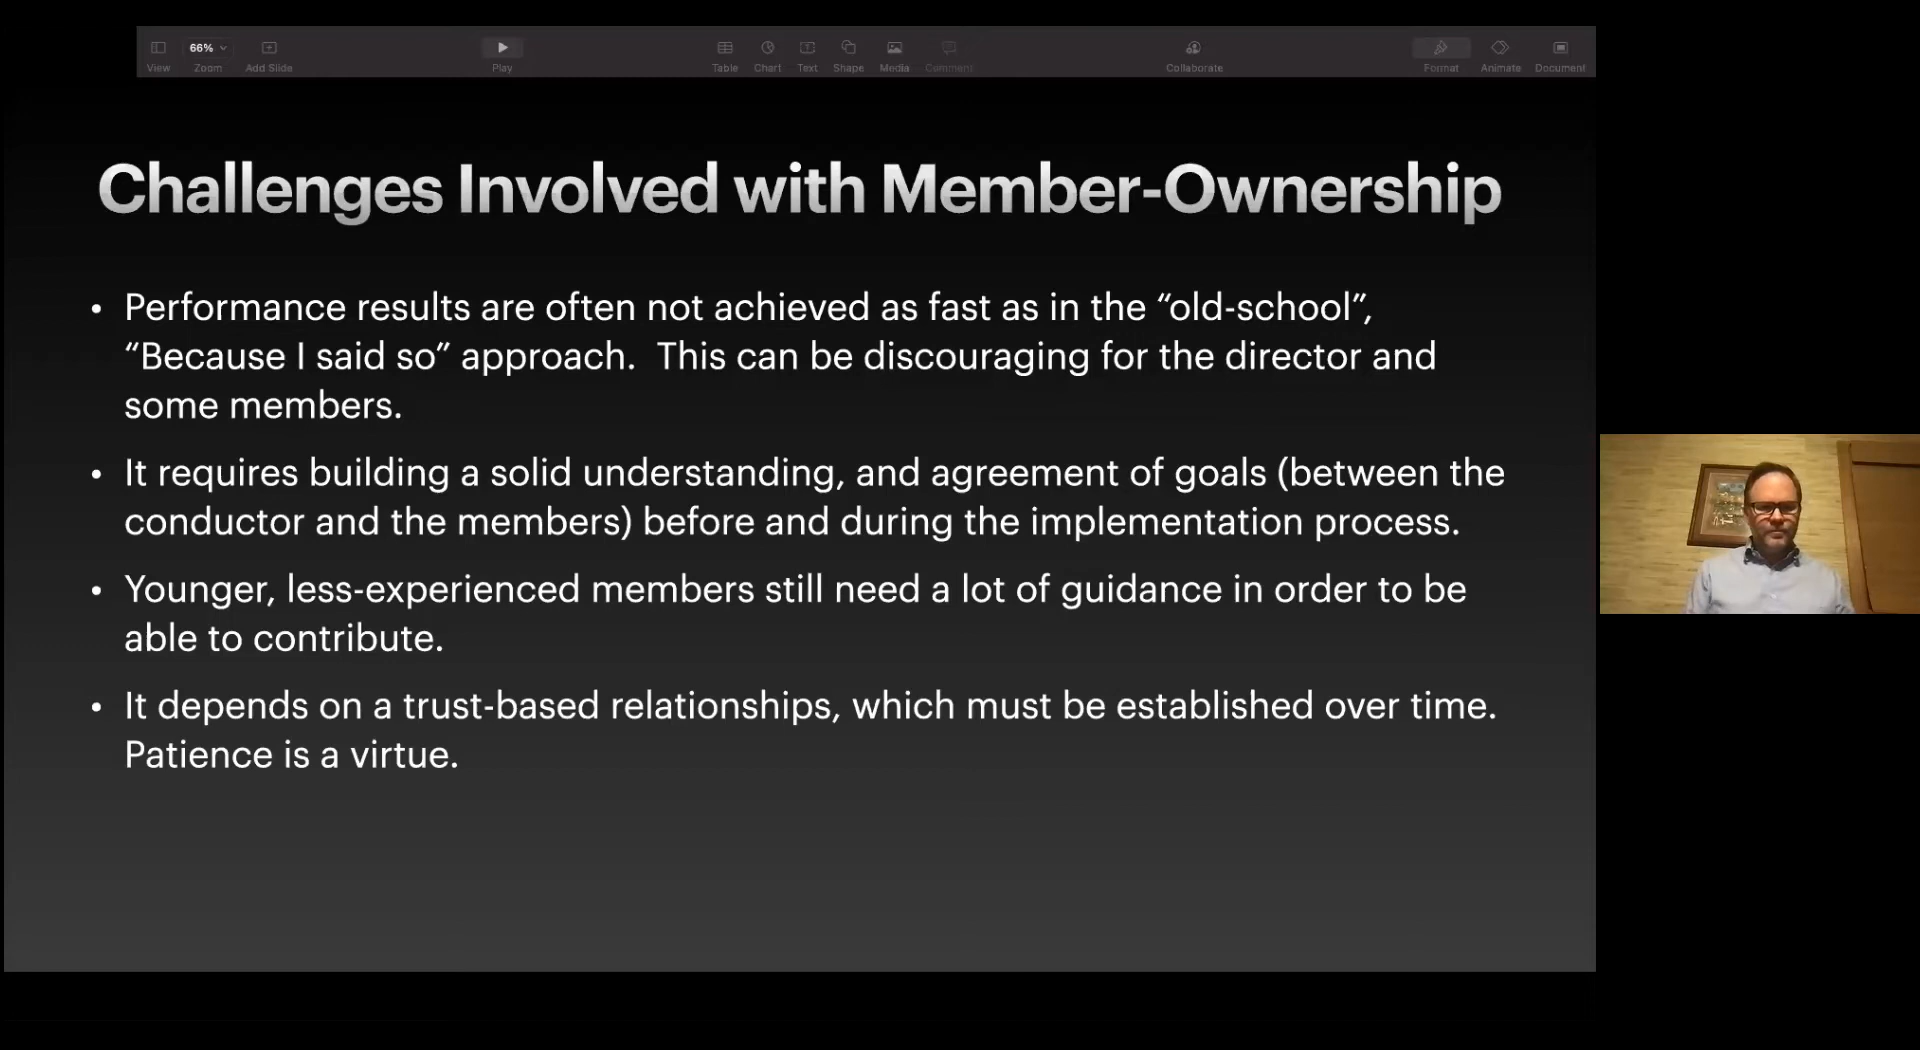 66%
View Zoom Add Slide Play Table Chart Text Shape Media Comment Collaborate Format Animate Document
Challenges Involved with Member-Ownership
• Performance results are often not achieved as fast as in the “old-school”,
“Because I said so” approach.  This can be discouraging for the director and
some members.
• It requires building a solid understanding, and agreement of goals (between the
conductor and the members) before and during the implementation process.
• Younger, less-experienced members still need a lot of guidance in order to be
able to contribute.
• It depends on a trust-based relationships, which must be established over time.
Patience is a virtue.